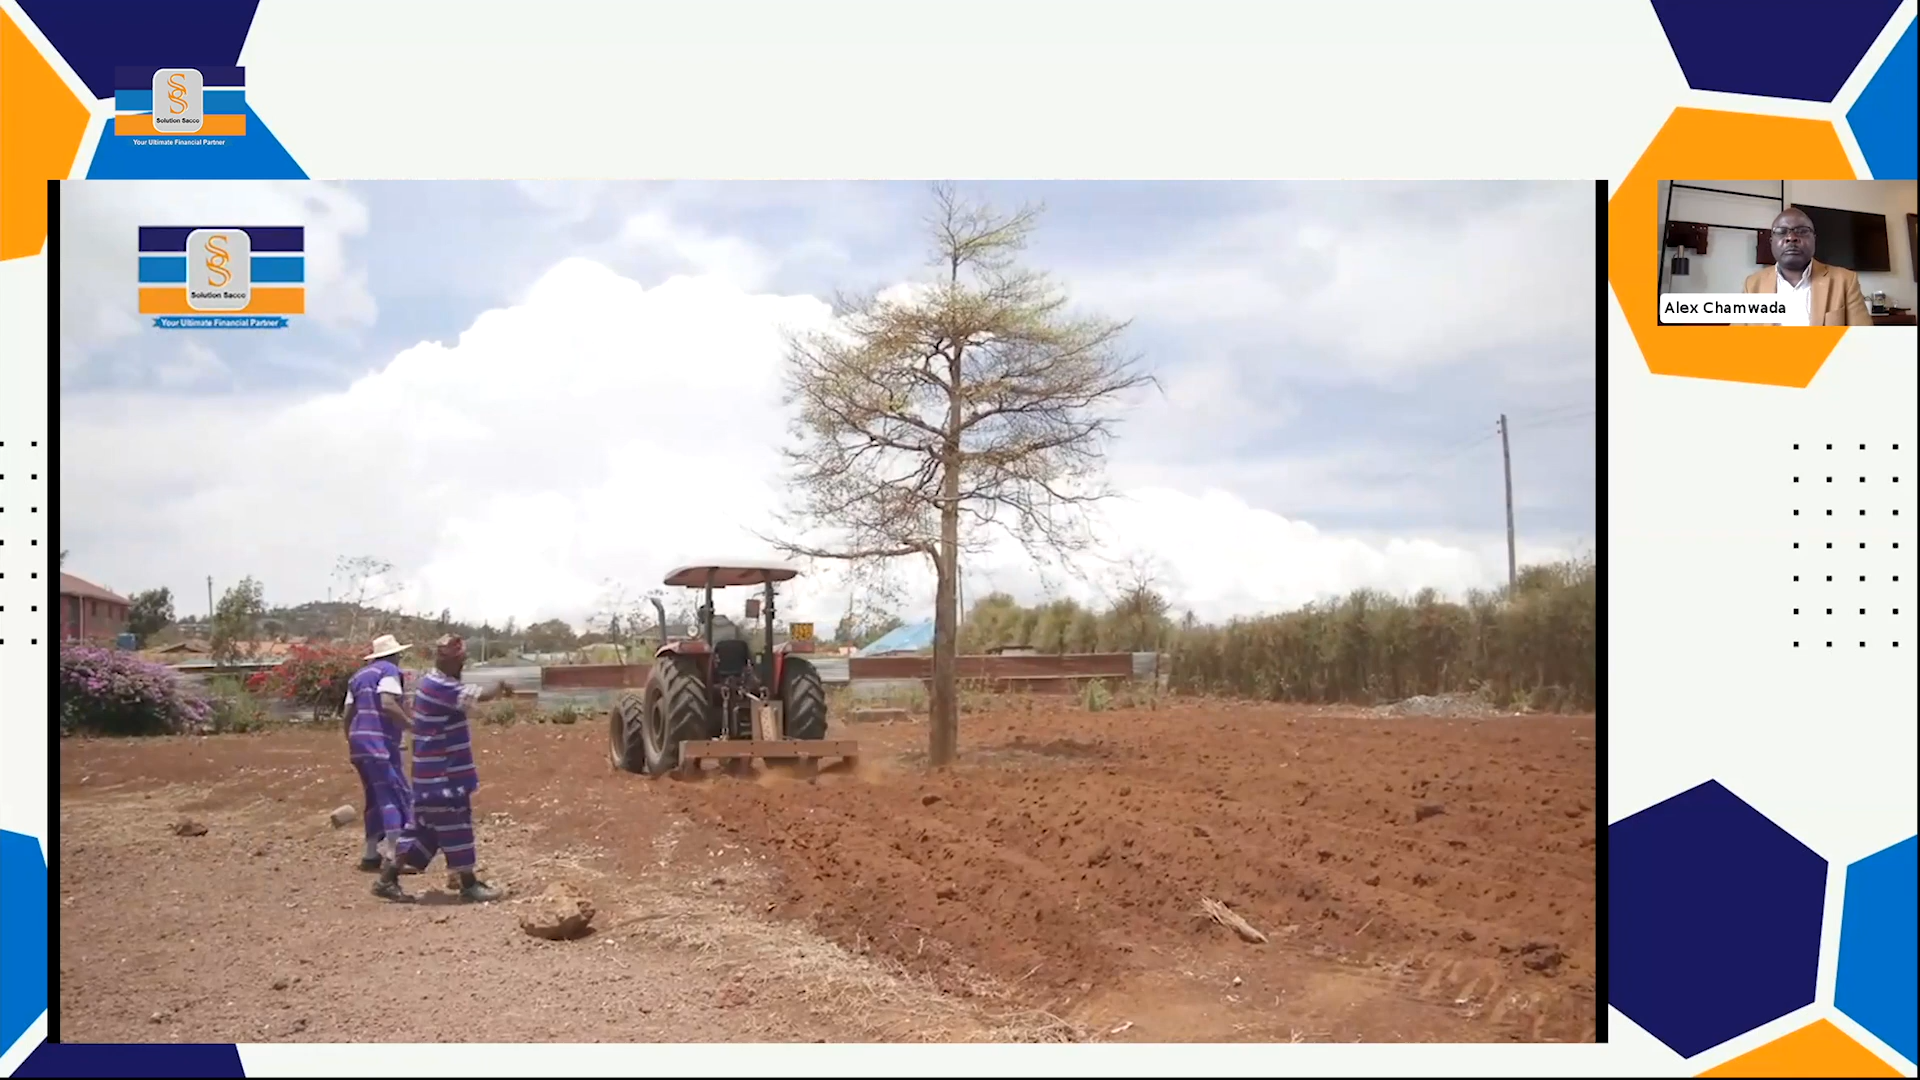 Solution Sacco
Your Ultimate Financial Partner
Solution Sacco
Your Ultimate Financial Partner
Alex Chamwada